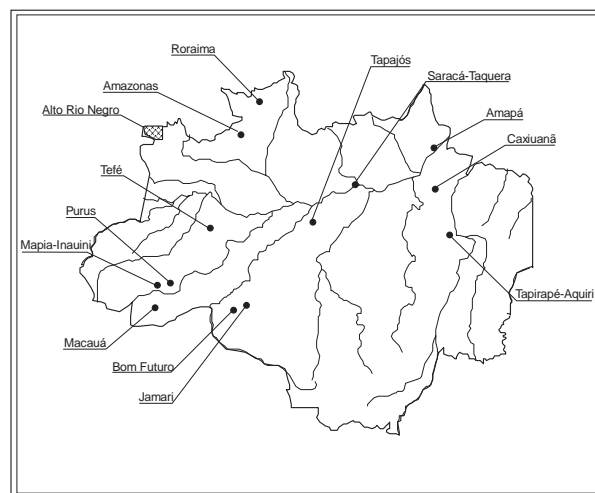 Roraima
Tapajós
Saracá-Taquera
Amazonas
Alto Rio Negro
Amapá
Caxiuanã
Tefé
Purus
Mapia-Inauini
Tapirapé-Aquiri
Macauá
Bom Futuro
Jamari